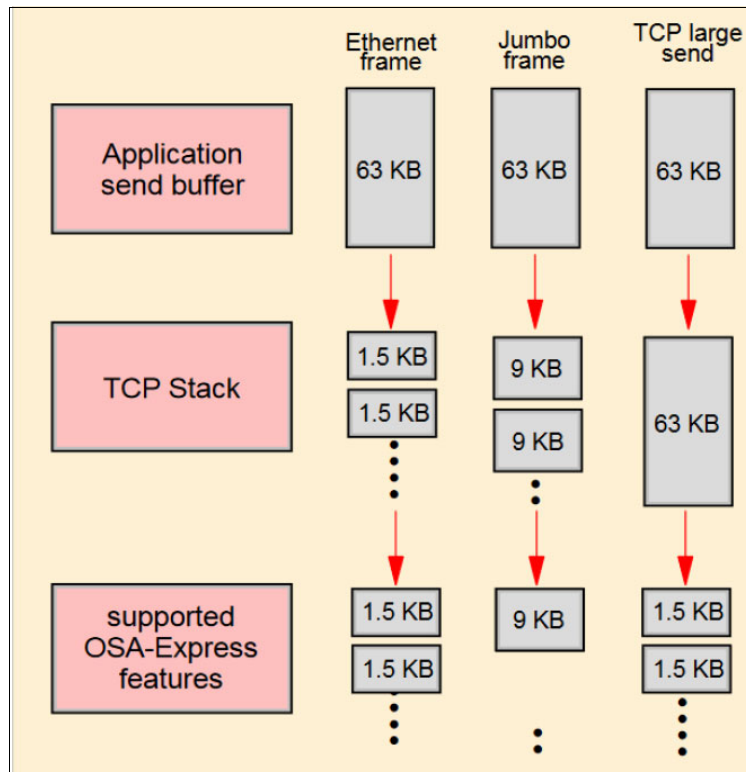 Ethernet
frame
Jumbo
frame
TCP large
send
Application
send buffer
63 KB
63 KB
63 KB
TCP Stack
1.5 KB
1.5 KB
9 KB
9 KB
63 KB
supported
OSA-Express
features
1.5 KB
1.5 KB
9 KB
1.5 KB
1.5 KB